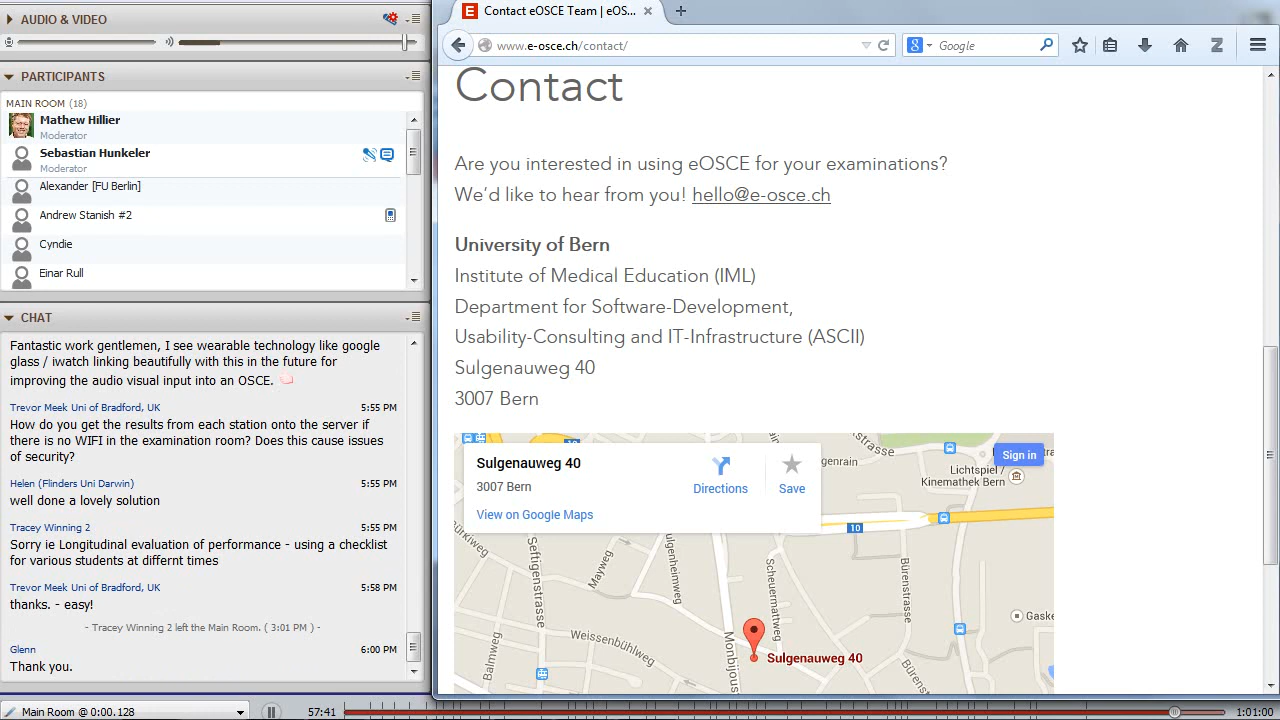 AUDIO & VIDEO
PARTICIPANTS
MAIN ROOM (18)
Mathew Hillier
Moderator
Sebastian Hunkeler
Moderator
Alexander [FU Berlin]
Andrew Stanish #2
Cyndie
Einar Rull
CHAT
Fantastic work gentlemen, I see wearable technology like google
glass / iwatch linking beautifully with this in the future for
improving the audio visual input into an OSCE.
Trevor Meek Uni of Bradford, UK 5:55 PM
How do you get the results from each station onto the server if
there is no WIFI in the examination room? Does this cause issues
of security?
Helen (Flinders Uni Darwin) 5:55 PM
well done a lovely solution
Tracey Winning 2 5:55 PM
Sorry ie Longitudinal evaluation of performance - using a checklist
for various students at differnt times
Trevor Meek Uni of Bradford, UK 5:58 PM
thanks. - easy!
- Tracey Winning 2 left the Main Room. ( 3:01 PM ) -
Glenn 6:00 PM
Thank you.
Main Room @ 0:00.128
57:41
1:01:00
Contact eOSCE Team | eOS...
www.e-osce.ch/contact/
Google
Contact
Are you interested in using eOSCE for your examinations?
We'd like to hear from you! hello@e-osce.ch
University of Bern
Institute of Medical Education (IML)
Department for Software-Development,
Usability-Consulting and IT-Infrastructure (ASCII)
Sulgenauweg 40
3007 Bern
Sulgenauweg 40
3007 Bern
View on Google Maps
Directions
Save
Sign in
10
genrain
Lichtspiel /
Kinemathek Bern
10
Seftigenstrasse
Mayweg
ulgenheimweg
Scheuermattweg
Bürenstrasse
Gaske
Weissenbühlweg
Balmweg
Monbijous
Sulgenauweg 40